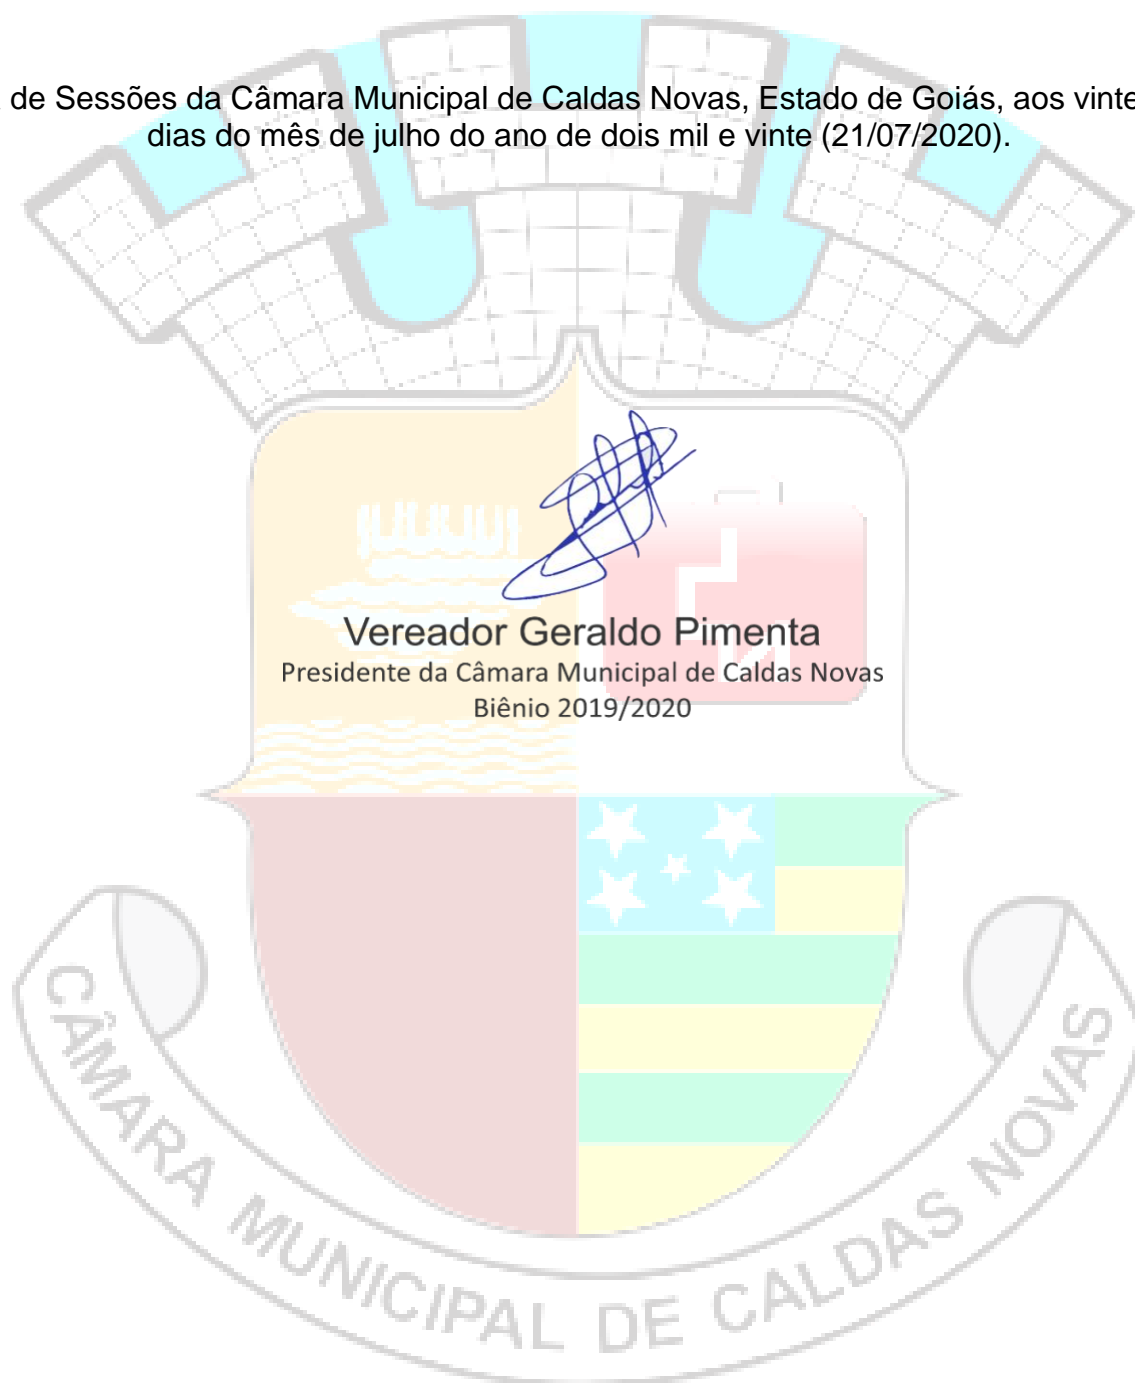 de Sessões da Câmara Municipal de Caldas Novas, Estado de Goiás, aos vinte
dias do mês de julho do ano de dois mil e vinte (21/07/2020).
Vereador Geraldo Pimenta
Presidente da Câmara Municipal de Caldas Novas
Biênio 2019/2020
CÂMARA MUNICIPAL DE CALDAS NOVAS